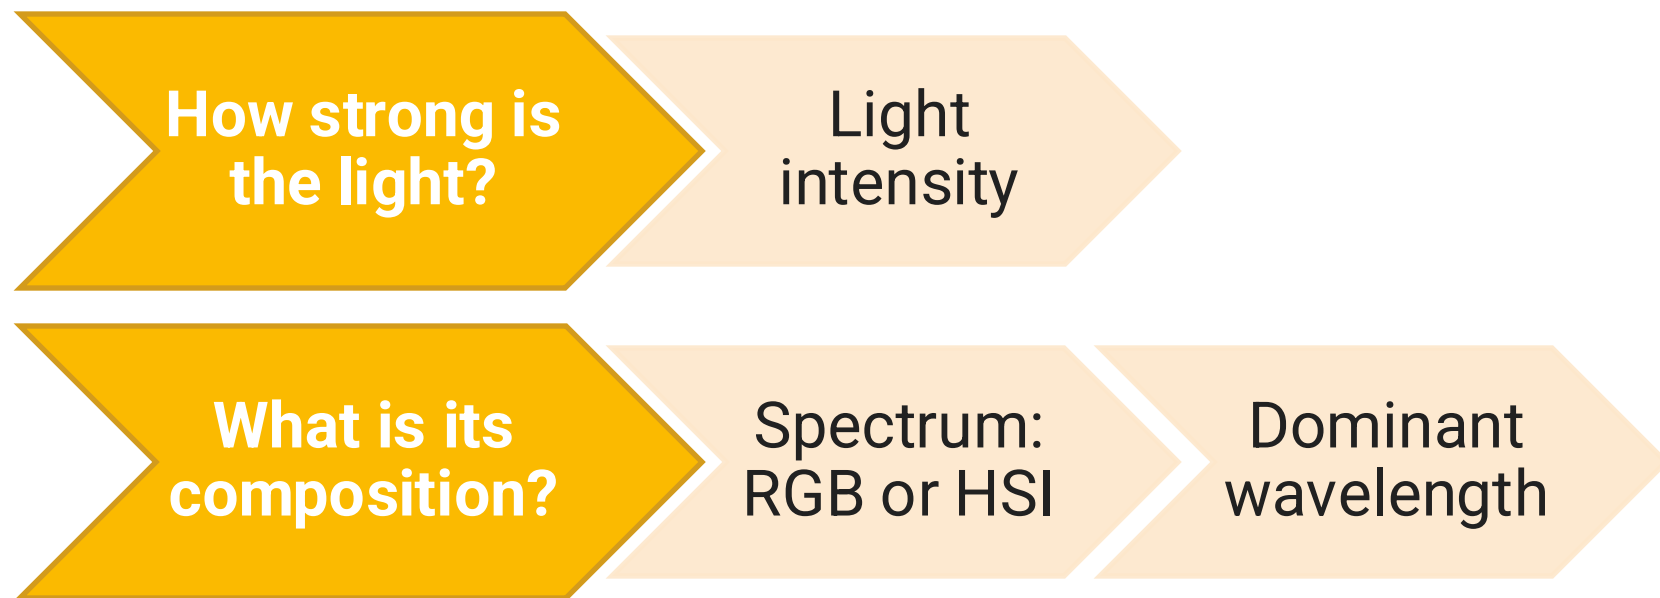 How strong is
the light?
Light
intensity
What is its
composition?
Spectrum:
RGB or HSI
Dominant
wavelength